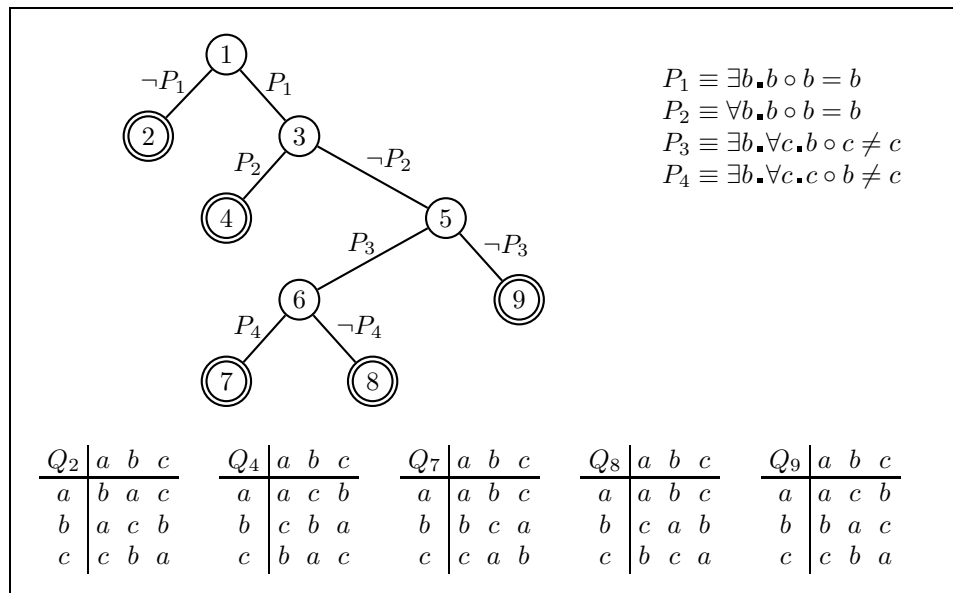 1
¬P₁ P₁
P₁ ≡ ∃b.b ∘ b = b
P₂ ≡ ∀b.b ∘ b = b
P₃ ≡ ∃b.∀c.b ∘ c ≠ c
P₄ ≡ ∃b.∀c.c ∘ b ≠ c
2 3
P₂ ¬P₂
4 5
P₃ ¬P₃
6 9
P₄ ¬P₄
7 8
Q₂ a b c
a b a c
b a c b
c c b a
Q₄ a b c
a a c b
b c b a
c b a c
Q₇ a b c
a a b c
b b c a
c c a b
Q₈ a b c
a a b c
b c a b
c b c a
Q₉ a b c
a a c b
b b a c
c c b a